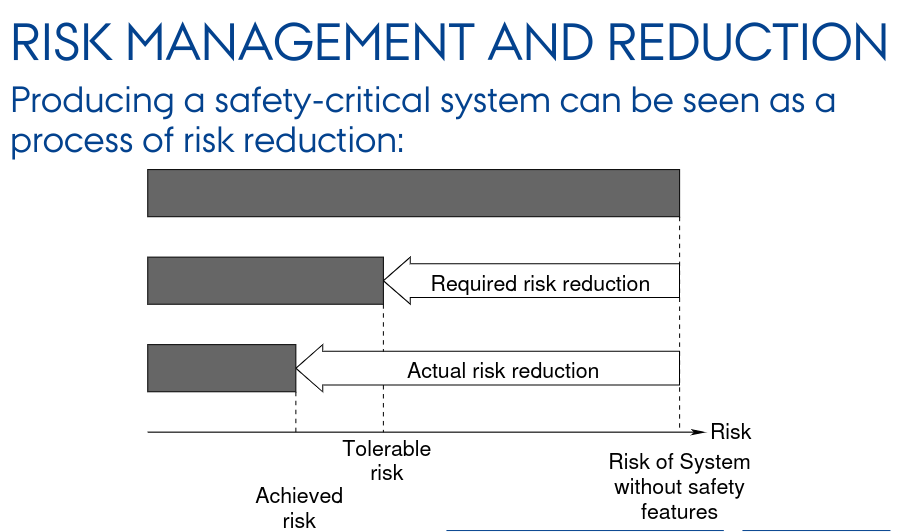 RISK MANAGEMENT AND REDUCTION
Producing a safety-critical system can be seen as a
process of risk reduction:
Required risk reduction
Actual risk reduction
Risk
Tolerable
risk
Risk of System
without safety
features
Achieved
risk